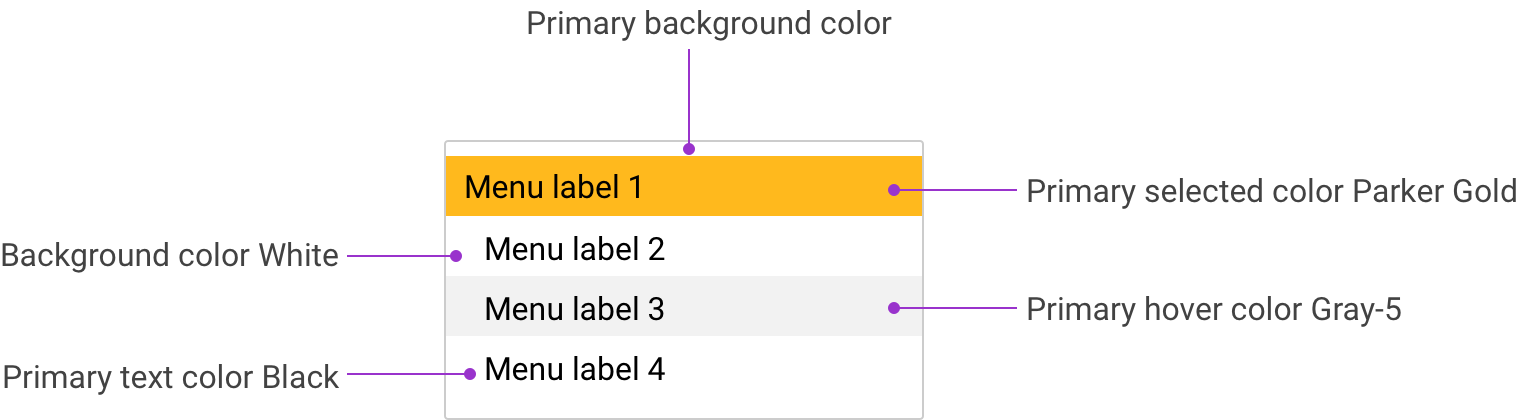 Primary background color
Menu label 1
Primary selected color Parker Gold
Background color White
Menu label 2
Menu label 3
Primary hover color Gray-5
Primary text color Black
Menu label 4